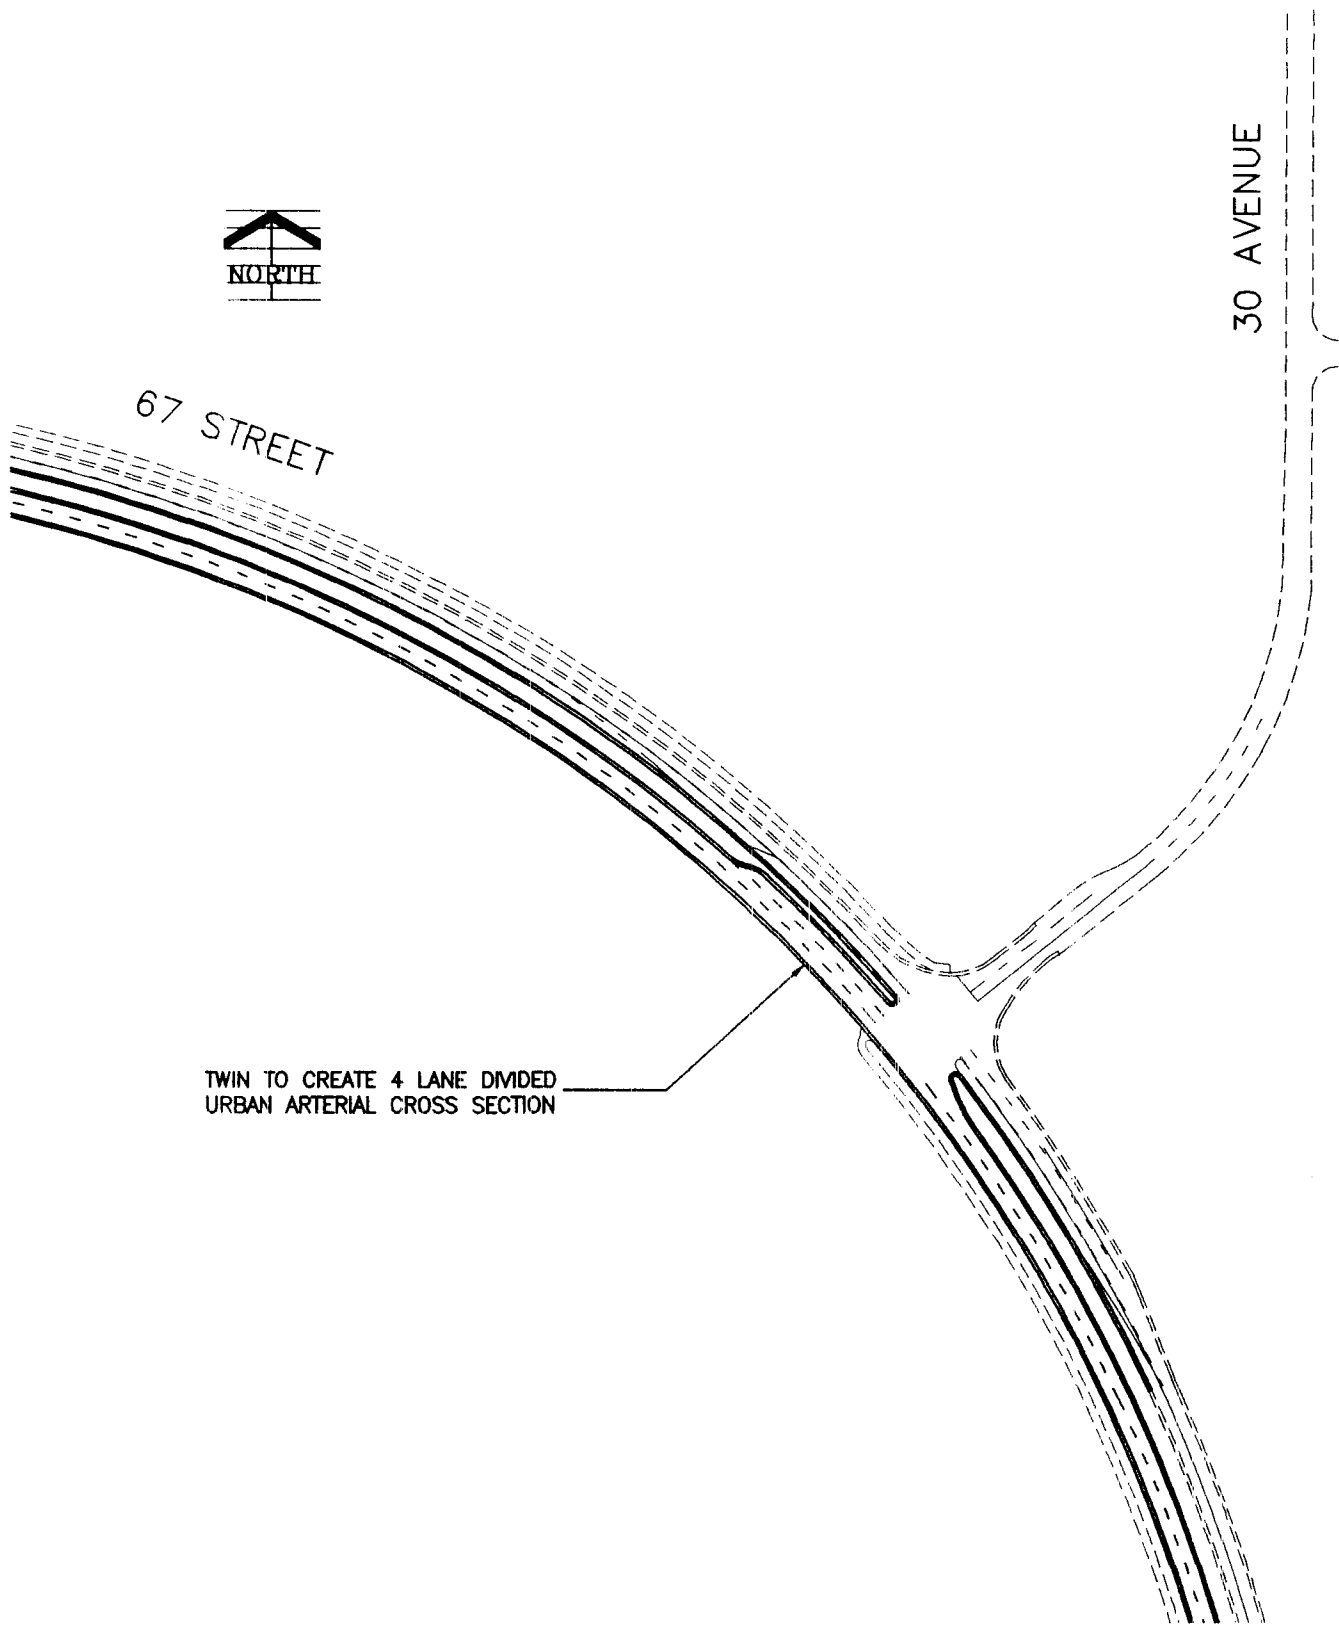 30 AVENUE
NORTH
67 STREET
TWIN TO CREATE 4 LANE DIVIDED
URBAN ARTERIAL CROSS SECTION